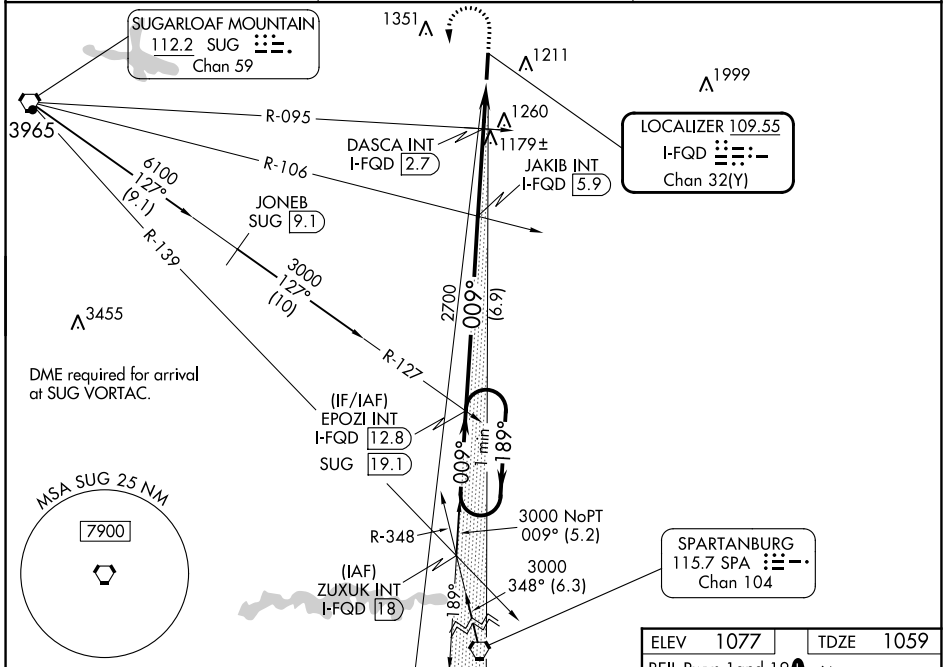 SUGARLOAF MOUNTAIN
112.2 SUG
Chan 59
3965
1351
1211
1999
1260
1179±
LOCALIZER 109.55
I-FQD
Chan 32(Y)
R-095
DASCA INT
I-FQD 2.7
R-106
JAKIB INT
I-FQD 5.9
6100
127°
(9.1)
JONEB
SUG 9.1
R-139
3000
127°
(10)
2700
009°
(6.9)
3455
R-127
DME required for arrival
at SUG VORTAC.
(IF/IAF)
EPOZI INT
I-FQD 12.8
SUG 19.1
009°
1 min
189°
MSA SUG 25 NM
7900
R-348
3000 NoPT
009° (5.2)
(IAF)
ZUXUK INT
I-FQD 18
189°
3000
348° (6.3)
SPARTANBURG
115.7 SPA
Chan 104
ELEV 1077
TDZE 1059